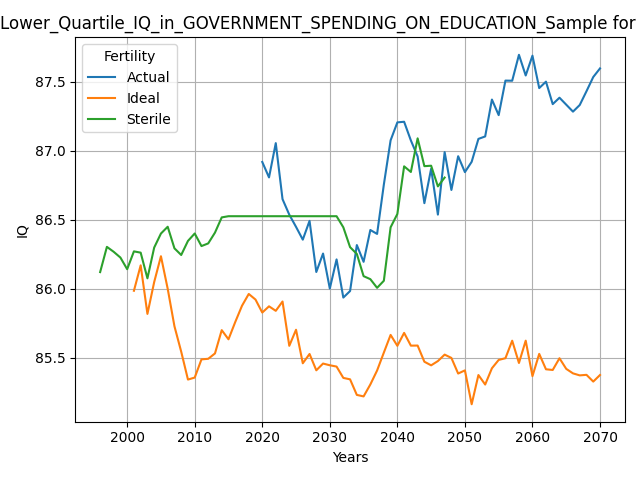 Lower_Quartile_IQ_in_GOVERNMENT_SPENDING_ON_EDUCATION_Sample for
Fertility
Actual
Ideal
Sterile
87.5
87.0
86.5
86.0
85.5
IQ
2000 2010 2020 2030 2040 2050 2060 2070
Years